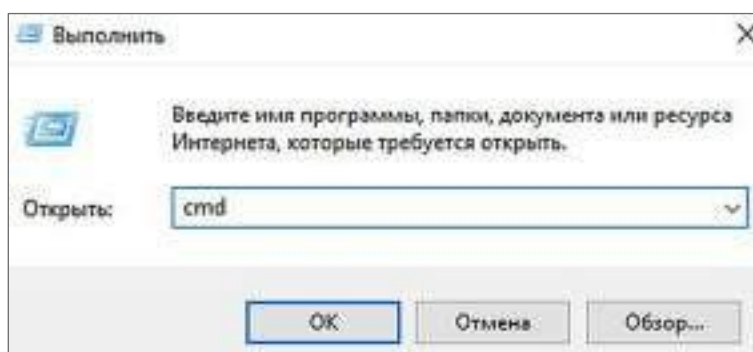 Выполнить
Введите имя программы, папки, документа или ресурса
Интернета, которые требуется открыть.
Открыть: cmd
OK Отмена Обзор...